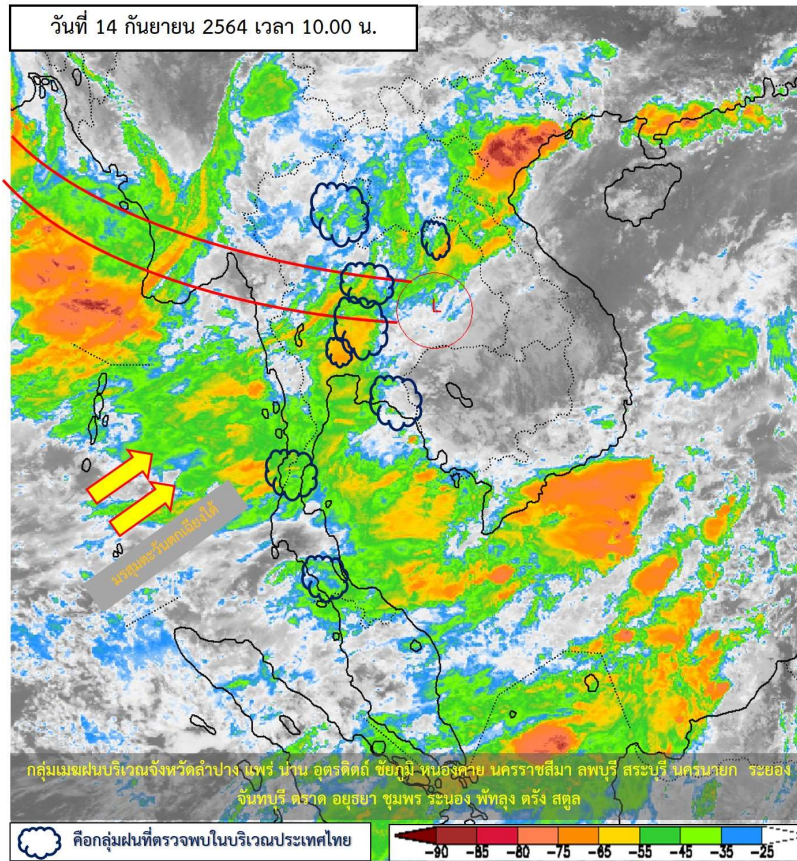 วันที่ 14 กันยายน 2564 เวลา 10.00 น.
L
มรสุมตะวันตกเฉียงใต้
กลุ่มเมฆฝนบริเวณจังหวัดลำปาง แพร่ น่าน อุตรดิตถ์ ชัยภูมิ หนองคาย นครราชสีมา ลพบุรี สระบุรี นครนายก ระยอง
จันทบุรี ตราด อยุธยา ชุมพร ระนอง พัทลุง ตรัง สตูล
คือกลุ่มฝนที่ตรวจพบในบริเวณประเทศไทย
-90 -85 -80 -75 -65 -55 -45 -35 -25